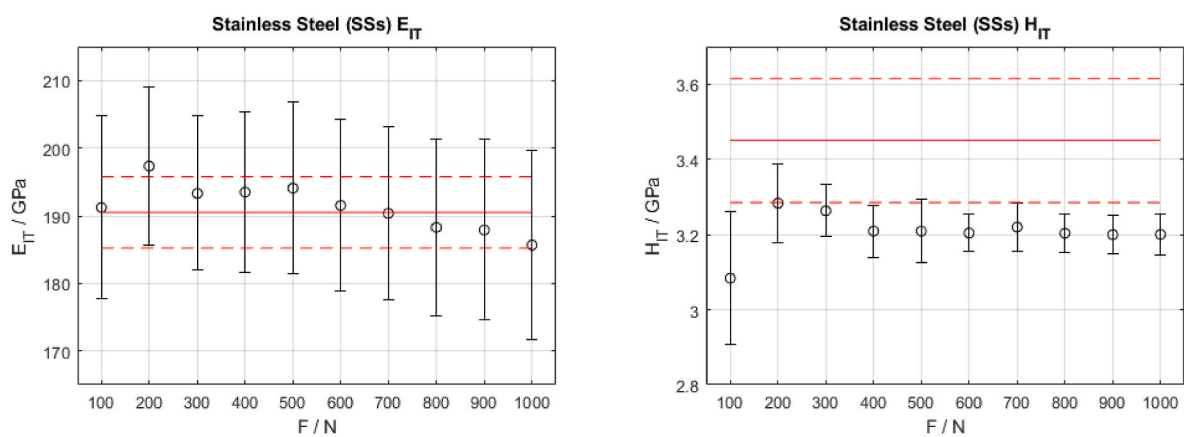 Stainless Steel (SSs) E_IT
210
200
190
180
170
E_IT / GPa
100 200 300 400 500 600 700 800 900 1000
F / N
Stainless Steel (SSs) H_IT
3.6
3.4
3.2
3
2.8
H_IT / GPa
100 200 300 400 500 600 700 800 900 1000
F / N